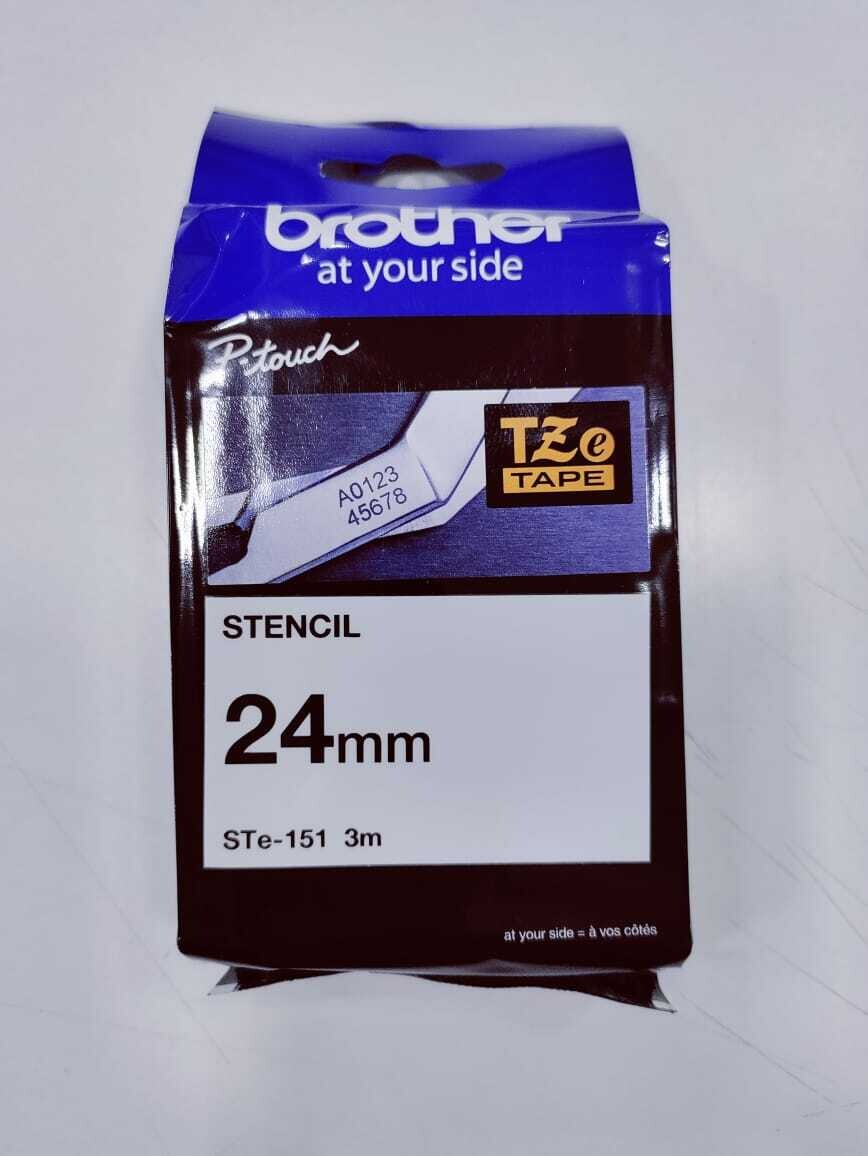 brother
at your side
P-touch
TZe
TAPE
A0123
45678
STENCIL
24mm
STe-151 3m
at your side = à vos côtés